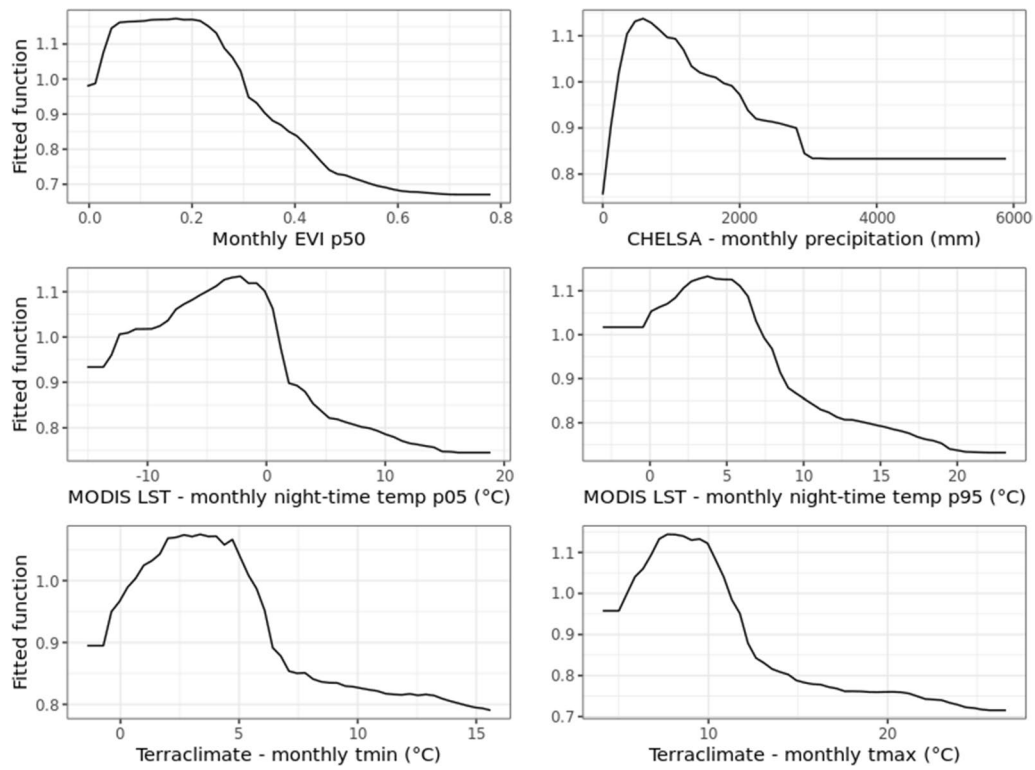 Fitted function
1.1
1.0
0.9
0.8
0.7
0.0 0.2 0.4 0.6 0.8
Monthly EVI p50
1.1
1.0
0.9
0.8
0 2000 4000 6000
CHELSA - monthly precipitation (mm)
Fitted function
1.1
1.0
0.9
0.8
-10 0 10 20
MODIS LST - monthly night-time temp p05 (°C)
1.1
1.0
0.9
0.8
0 5 10 15 20
MODIS LST - monthly night-time temp p95 (°C)
Fitted function
1.0
0.9
0.8
0 5 10 15
Terraclimate - monthly tmin (°C)
1.1
1.0
0.9
0.8
0.7
10 20
Terraclimate - monthly tmax (°C)